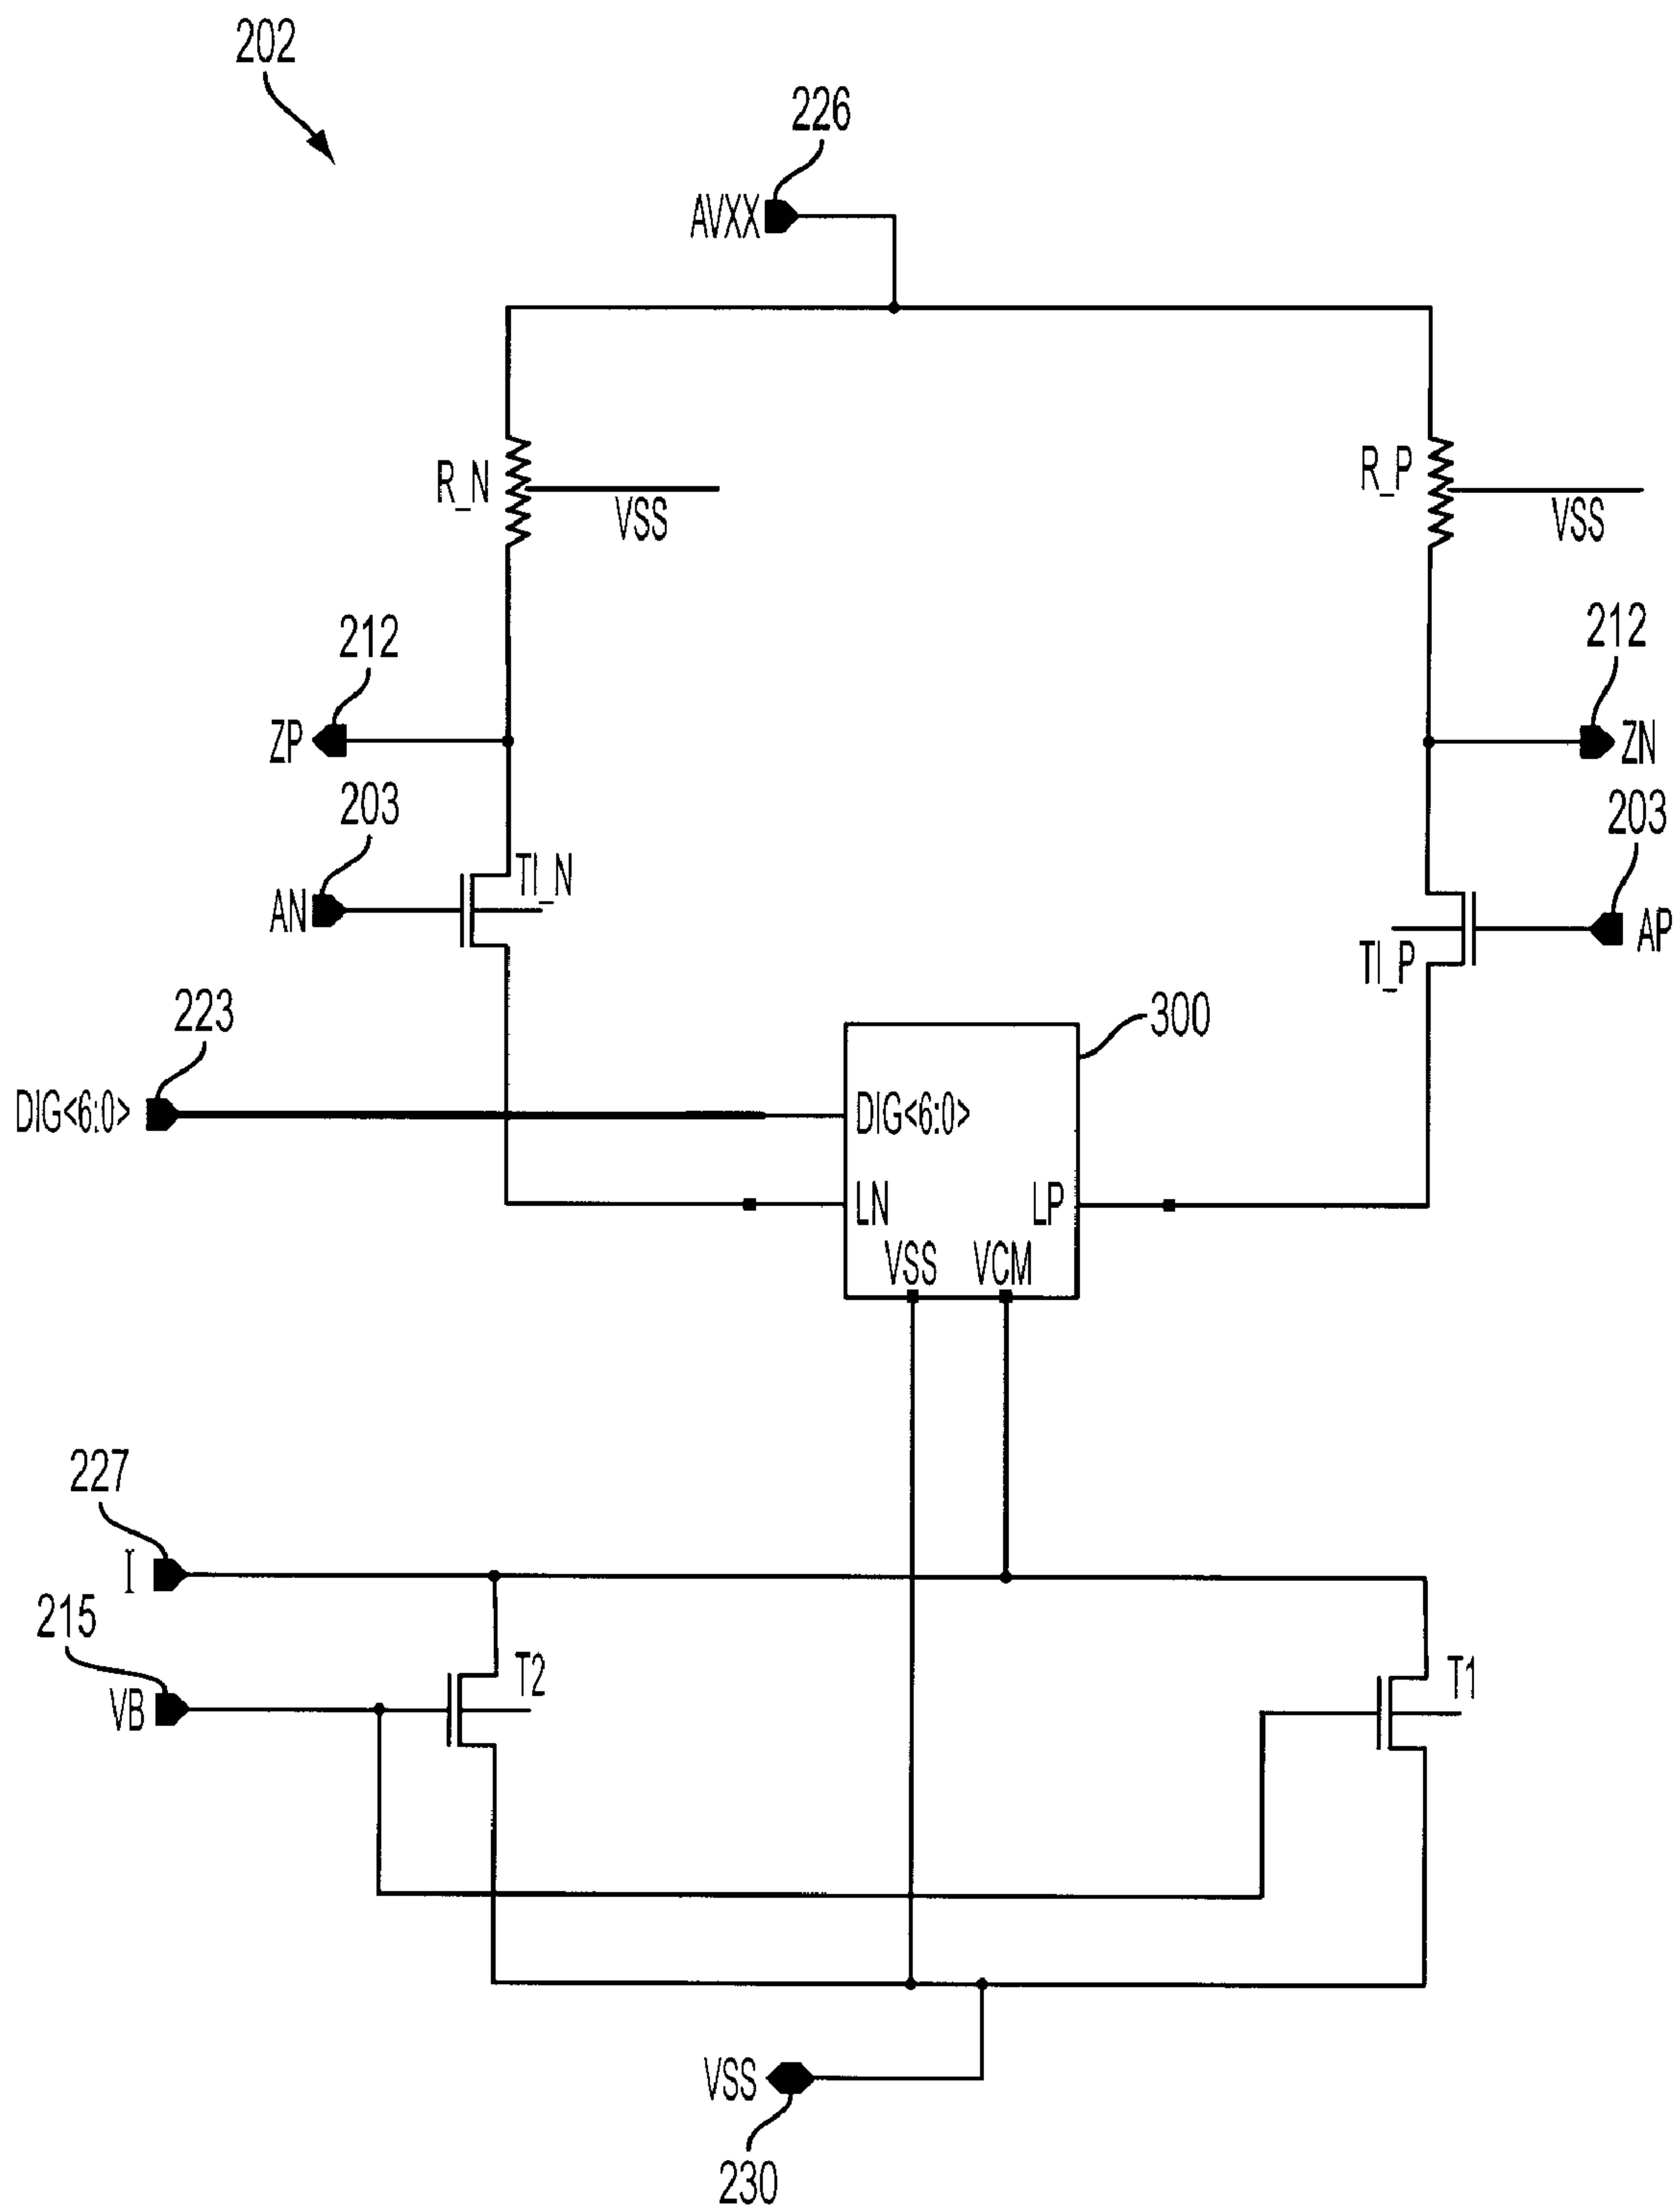 202
226
AVXX
R_N
VSS
R_P
VSS
212
ZP
212
ZN
203
AN
TI_N
203
AP
TI_P
223
DIG<6:0>
300
DIG<6:0>
LN
LP
VSS
VCM
227
I
215
VB
T2
T1
VSS
230